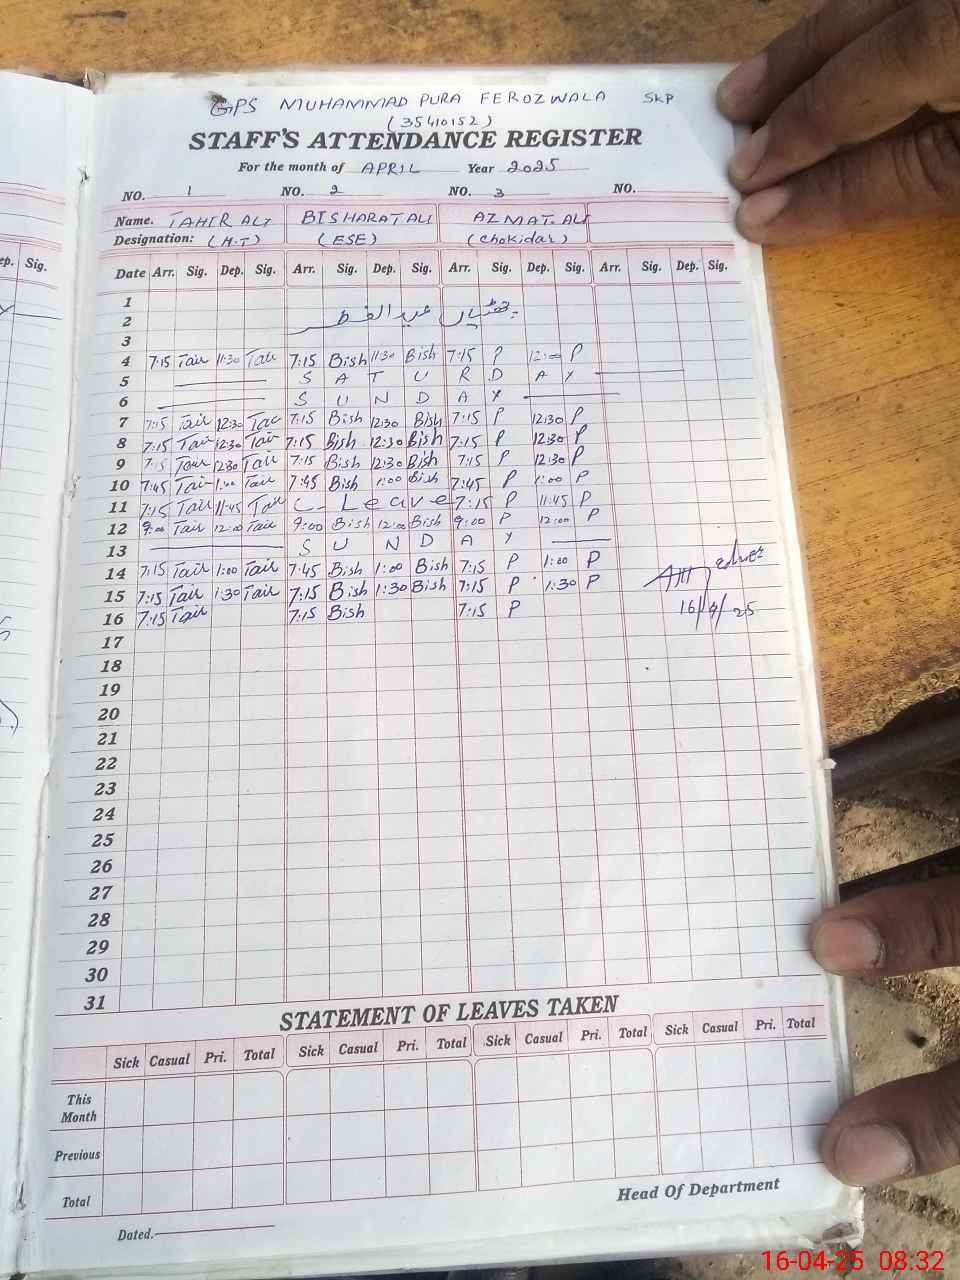 GPS MUHAMMAD PURA FEROZWALA SKP
(35410152)
STAFF'S ATTENDANCE REGISTER
For the month of APRIL Year 2025
NO. 1 NO. 2 NO. 3 NO.
Name. TAHIR ALI BISHARAT ALI AZMAT ALI
Designation: (H.T) (ESE) (Chokidar)
ep. Sig. Date Arr. Sig. Dep. Sig. Arr. Sig. Dep. Sig. Arr. Sig. Dep. Sig. Arr. Sig. Dep. Sig.
1
2 چھٹیاں عید الفطر
3
4 7:15 Tair 11:30 Tair 7:15 Bish 11:30 Bish 7:15 P 12:00 P
5 S A T U R D A Y
6 S U N D A Y
7 7:15 Tair 12:30 Tair 7:15 Bish 12:30 Bish 7:15 P 12:30 P
8 7:15 Tair 12:30 Tair 7:15 Bish 12:30 Bish 7:15 P 12:30 P
9 7:15 Tair 12:30 Tair 7:15 Bish 12:30 Bish 7:15 P 12:30 P
10 7:45 Tair 1:00 Tair 7:45 Bish 1:00 Bish 7:45 P 1:00 P
11 7:15 Tair 11:45 Tair C_ Leave 7:15 P 11:45 P
12 9:00 Tair 12:00 Tair 9:00 Bish 12:00 Bish 9:00 P 12:00 P
13 S U N D A Y
14 7:15 Tair 1:00 Tair 7:45 Bish 1:00 Bish 7:15 P 1:00 P
15 7:15 Tair 1:30 Tair 7:15 Bish 1:30 Bish 7:15 P 1:30 P
16 7:15 Tair 7:15 Bish 7:15 P 16/4/25
17
18
19
20
21
22
23
24
25
26
27
28
29
30
31
STATEMENT OF LEAVES TAKEN
Sick Casual Pri. Total Sick Casual Pri. Total Sick Casual Pri. Total Sick Casual Pri. Total
This
Month
Previous
Total
Head Of Department
Dated.
16-04-25 08:32